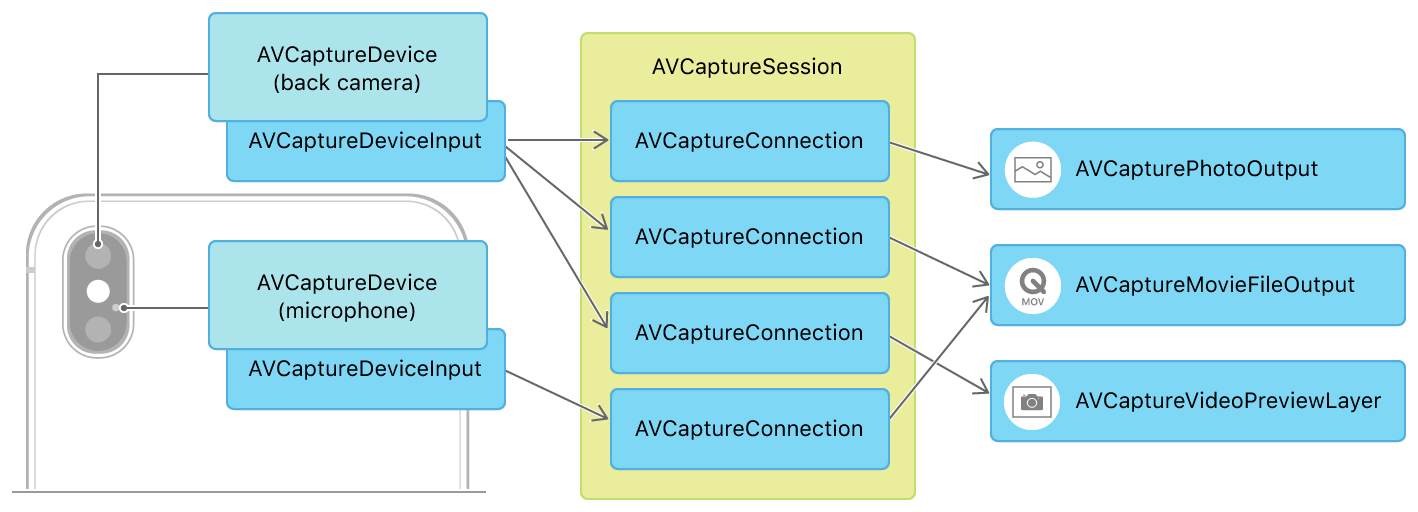 AVCaptureDevice
(back camera)
AVCaptureDeviceInput
AVCaptureDevice
(microphone)
AVCaptureDeviceInput
AVCaptureSession
AVCaptureConnection
AVCaptureConnection
AVCaptureConnection
AVCaptureConnection
AVCapturePhotoOutput
MOV
AVCaptureMovieFileOutput
AVCaptureVideoPreviewLayer